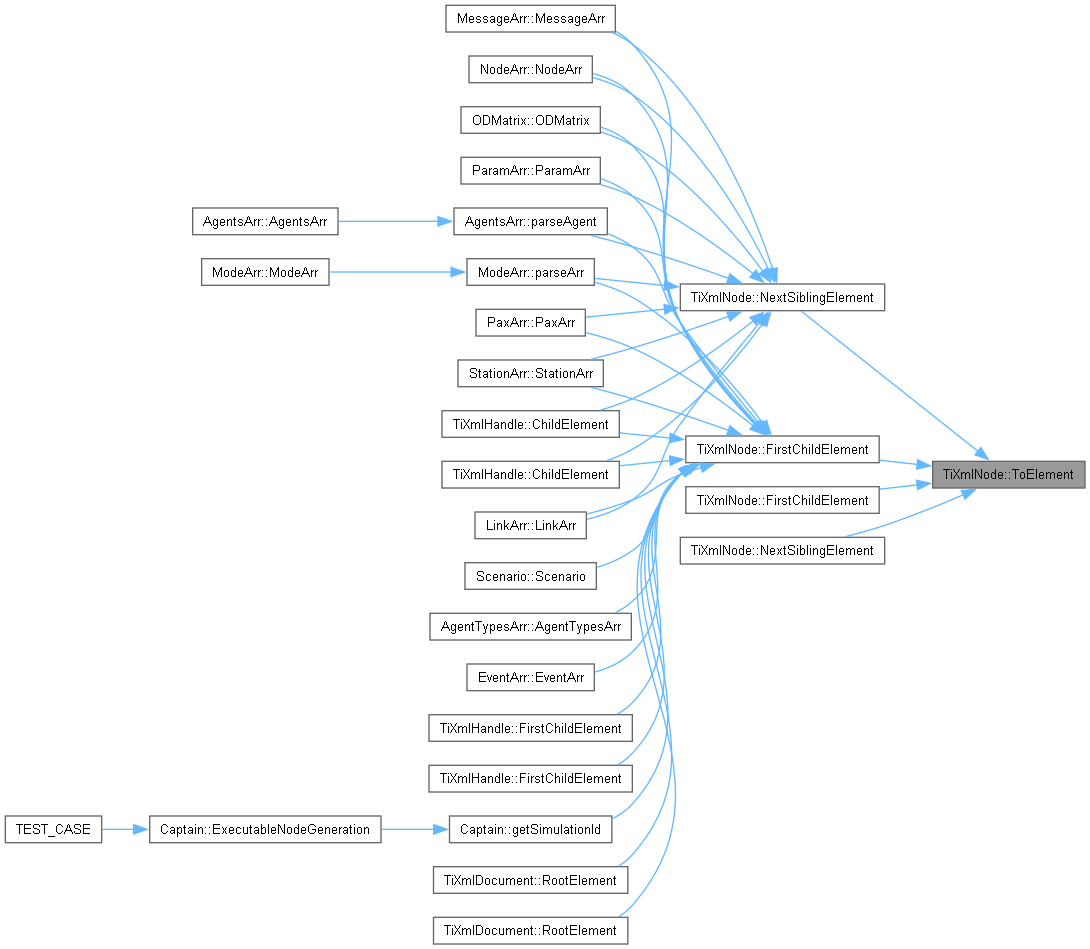 MessageArr::MessageArr
NodeArr::NodeArr
ODMatrix::ODMatrix
ParamArr::ParamArr
AgentsArr::AgentsArr
AgentsArr::parseAgent
ModeArr::ModeArr
ModeArr::parseArr
TiXmlNode::NextSiblingElement
PaxArr::PaxArr
StationArr::StationArr
TiXmlHandle::ChildElement
TiXmlNode::FirstChildElement
TiXmlHandle::ChildElement
TiXmlNode::ToElement
TiXmlNode::FirstChildElement
LinkArr::LinkArr
TiXmlNode::NextSiblingElement
Scenario::Scenario
AgentTypesArr::AgentTypesArr
EventArr::EventArr
TiXmlHandle::FirstChildElement
TiXmlHandle::FirstChildElement
TEST_CASE
Captain::ExecutableNodeGeneration
Captain::getSimulationId
TiXmlDocument::RootElement
TiXmlDocument::RootElement